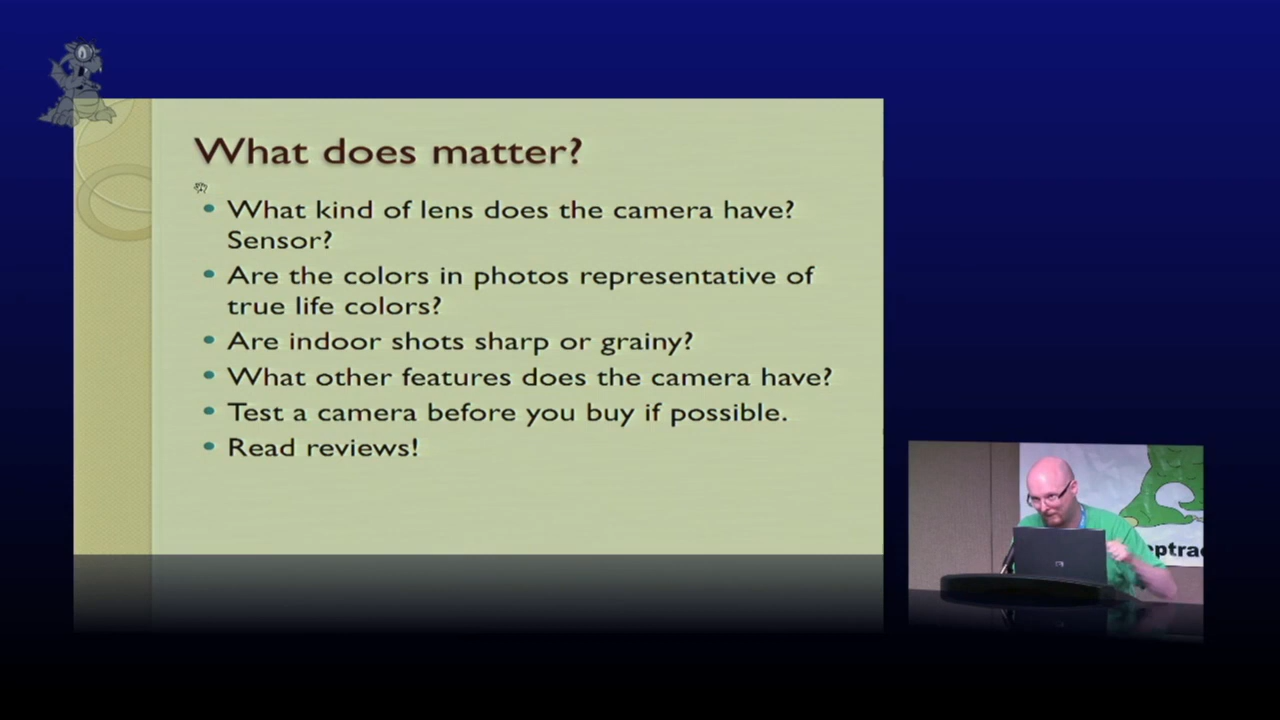 What does matter?
What kind of lens does the camera have?
Sensor?
Are the colors in photos representative of
true life colors?
Are indoor shots sharp or grainy?
What other features does the camera have?
Test a camera before you buy if possible.
Read reviews!
eptrac